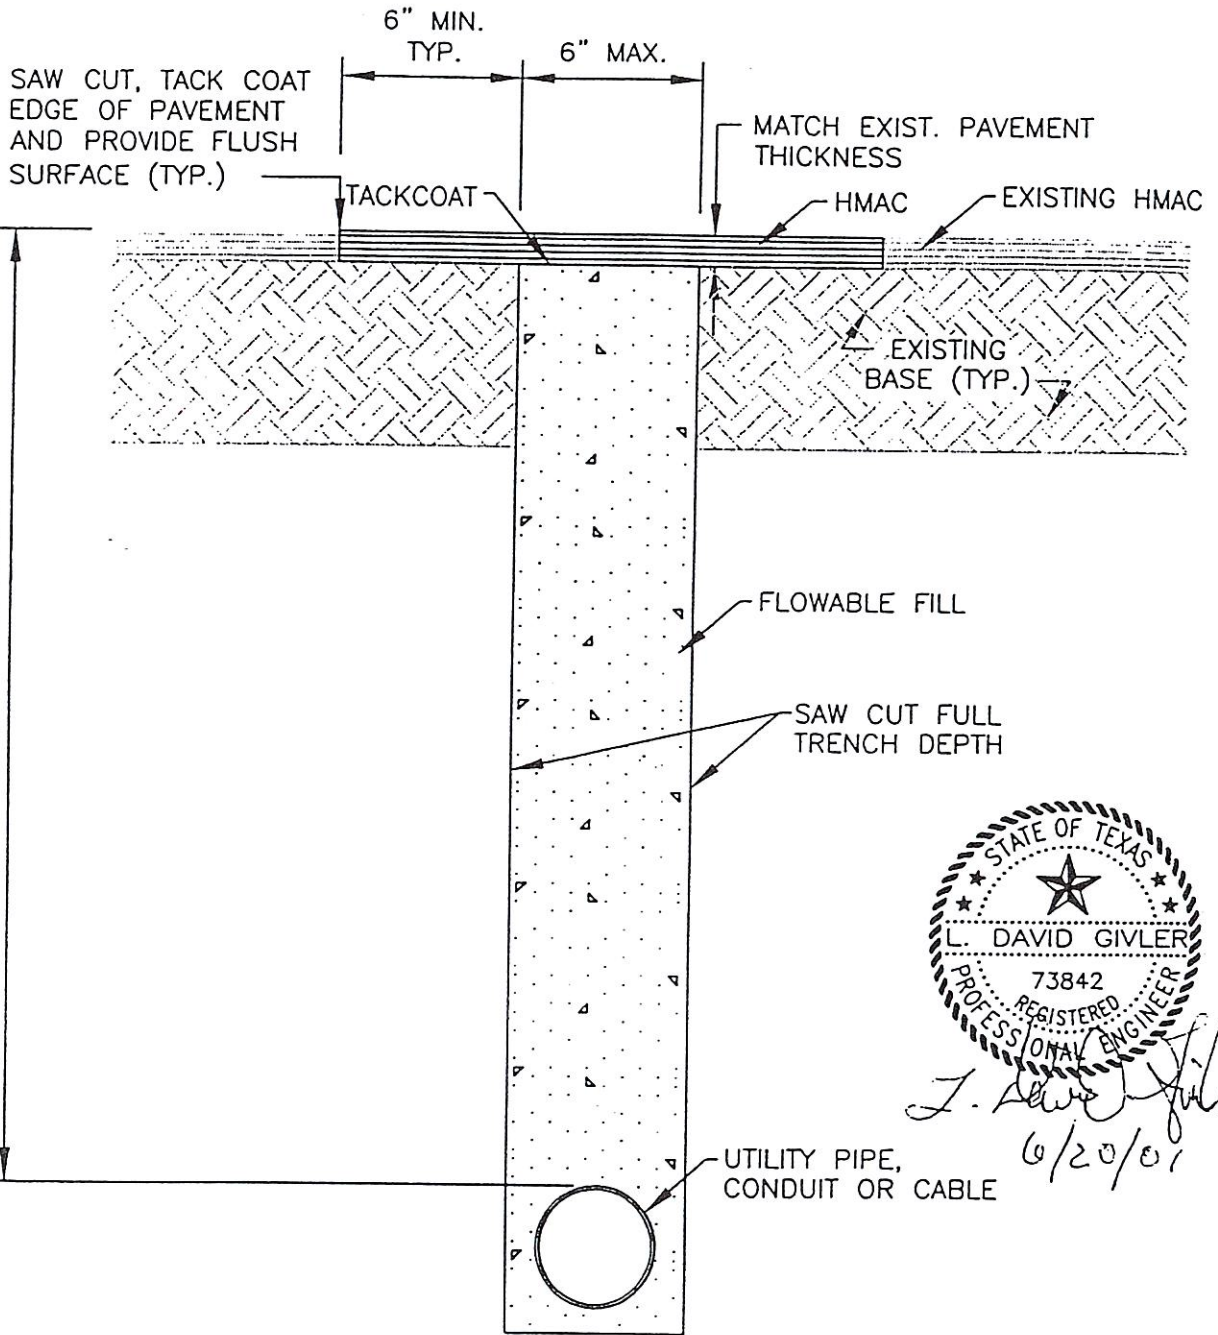 6" MIN.
TYP.
6" MAX.
SAW CUT, TACK COAT
EDGE OF PAVEMENT
AND PROVIDE FLUSH
SURFACE (TYP.)
MATCH EXIST. PAVEMENT
THICKNESS
TACKCOAT
HMAC
EXISTING HMAC
EXISTING
BASE (TYP.)
FLOWABLE FILL
SAW CUT FULL
TRENCH DEPTH
STATE OF TEXAS
L. DAVID GIVLER
73842
REGISTERED
PROFESSIONAL ENGINEER
6/20/01
UTILITY PIPE,
CONDUIT OR CABLE